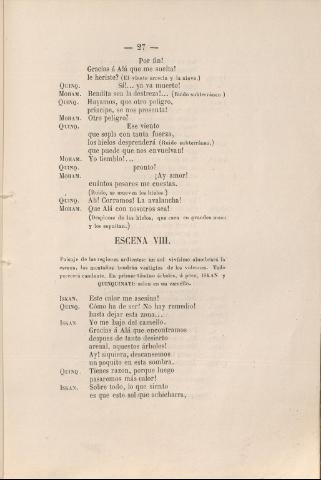 — 27 —
Por fin!
Gracias á Alá que me suelta!
le heriste? (El viento arrecia y la nieve.)
QUINQ. Sí!... ya va muerto!
MOHAM. Bendita sea la destreza!... (Ruido subterráneo.)
QUINQ. Huyamos, que otro peligro,
príncipe, se nos presenta!
MOHAM. Otro peligro!
QUINQ. Ese viento
que sopla con tanta fuerza,
los hielos desprenderá (Ruido subterráneo.)
que puede que nos envuelvan!
MOHAM. Yo tiemblo!...
QUINQ. pronto!
MOHAM. ¡Ay amor!
cuántos pesares me cuestas.
(Ruido, se mueven los hielos.)
QUINQ. Ah! Corramos! La avalancha!
MOHAM. Que Alá con nosotros sea!
(Desplome de los hielos, que caen en grandes masas
y los sepultan.)
ESCENA VIII.
Paisaje de las regiones ardientes: un sol vivísimo alumbrará la
escena, las montañas tendrán vestigios de los volcanes. Todo
parecerá candente. En primer término árboles, á poco, ISKAN y
QUINQUINATE salen en un camello.
ISKAN. Este calor me asesina!
QUINQ. Cómo ha de ser! No hay remedio!
hasta dejar esta zona...
ISKAN Yo me bajo del camello.
Gracias á Alá que encontramos
despues de tanto desierto
arenal, aquestos árboles!
Ay! siquiera, descansemos
un poquito en esta sombra.
QUINQ. Tienes razon, porque luego
pasaremos más calor!
ISKAN. Sobre todo, lo que siento
es que este sol que achicharra,